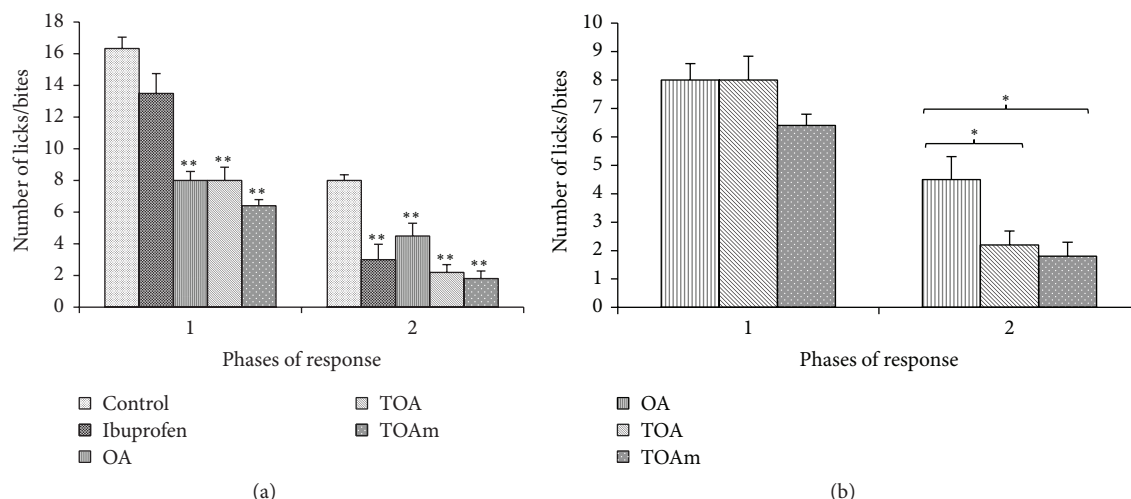 (a)
Number of licks/bites
18
16
14
12
10
8
6
4
2
0
**
**
**
**
**
**
**
1
2
Phases of response
Control
Ibuprofen
OA
TOA
TOAm
(b)
Number of licks/bites
10
9
8
7
6
5
4
3
2
1
0
*
*
1
2
Phases of response
OA
TOA
TOAm